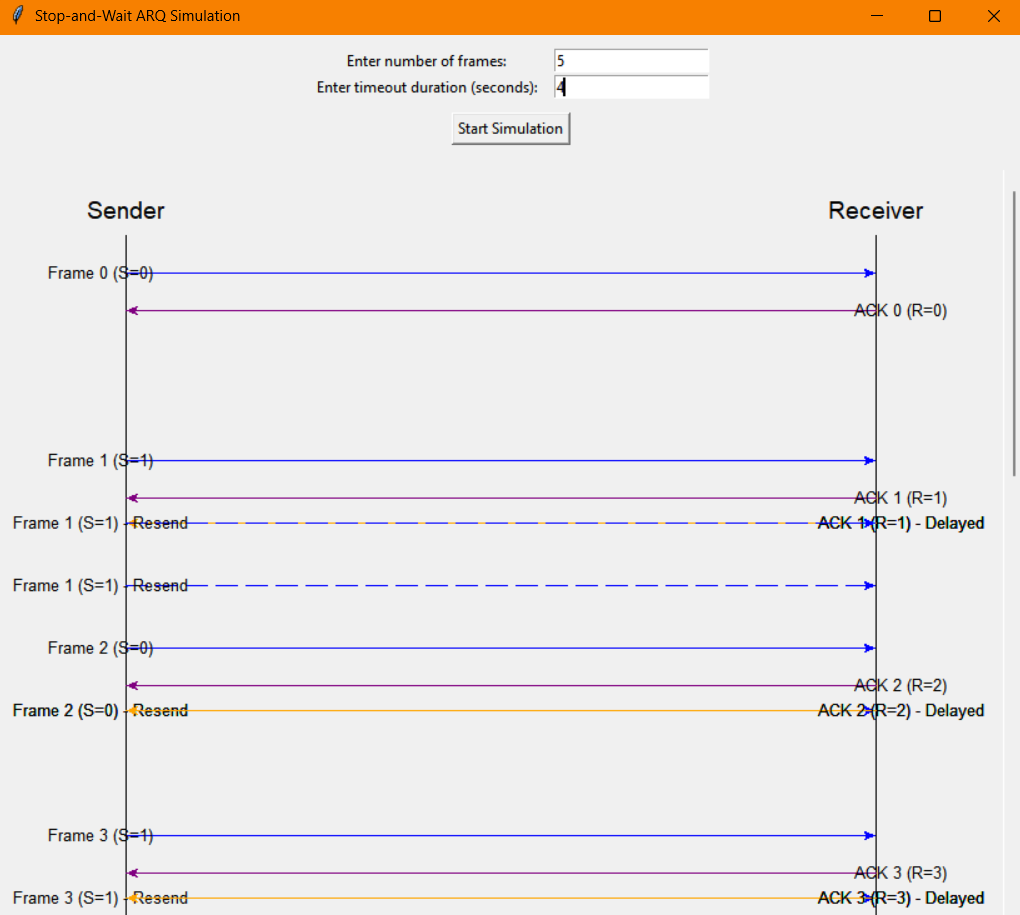 Stop-and-Wait ARQ Simulation
Enter number of frames: 5
Enter timeout duration (seconds): 4
Start Simulation
Sender Receiver
Frame 0 (S=0)
ACK 0 (R=0)
Frame 1 (S=1)
ACK 1 (R=1)
Frame 1 (S=1) - Resend ACK 1 (R=1) - Delayed
Frame 1 (S=1) - Resend
Frame 2 (S=0)
ACK 2 (R=2)
Frame 2 (S=0) - Resend ACK 2 (R=2) - Delayed
Frame 3 (S=1)
ACK 3 (R=3)
Frame 3 (S=1) - Resend ACK 3 (R=3) - Delayed